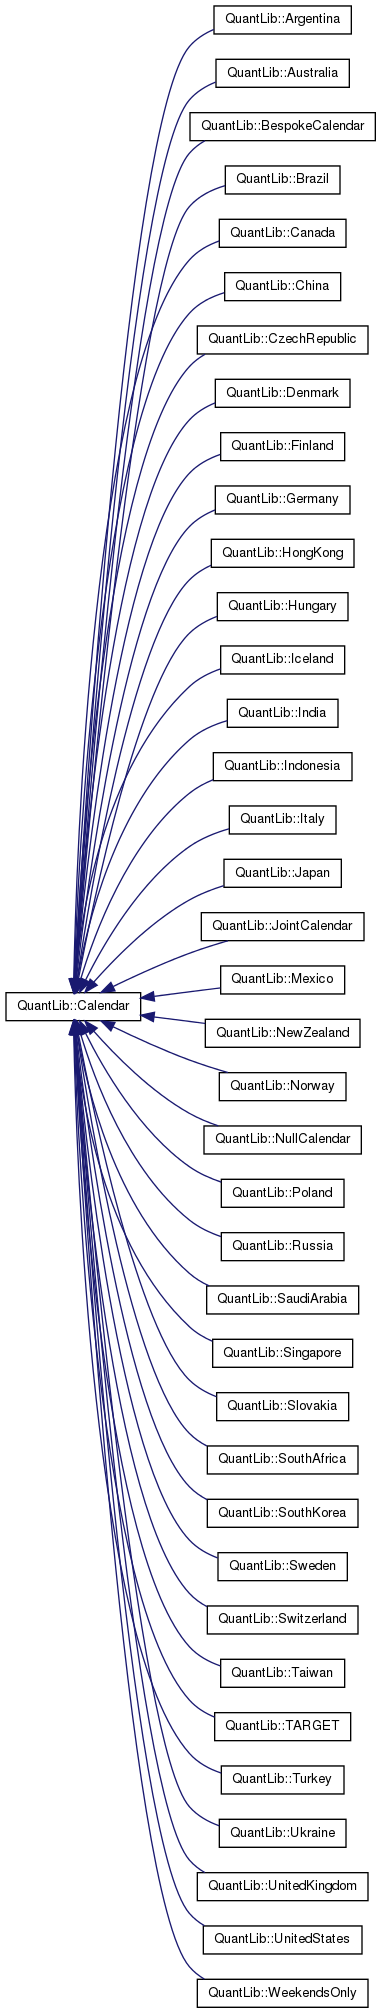 QuantLib::Argentina
QuantLib::Australia
QuantLib::BespokeCalendar
QuantLib::Brazil
QuantLib::Canada
QuantLib::China
QuantLib::CzechRepublic
QuantLib::Denmark
QuantLib::Finland
QuantLib::Germany
QuantLib::HongKong
QuantLib::Hungary
QuantLib::Iceland
QuantLib::India
QuantLib::Indonesia
QuantLib::Italy
QuantLib::Japan
QuantLib::JointCalendar
QuantLib::Mexico
QuantLib::Calendar
QuantLib::NewZealand
QuantLib::Norway
QuantLib::NullCalendar
QuantLib::Poland
QuantLib::Russia
QuantLib::SaudiArabia
QuantLib::Singapore
QuantLib::Slovakia
QuantLib::SouthAfrica
QuantLib::SouthKorea
QuantLib::Sweden
QuantLib::Switzerland
QuantLib::Taiwan
QuantLib::TARGET
QuantLib::Turkey
QuantLib::Ukraine
QuantLib::UnitedKingdom
QuantLib::UnitedStates
QuantLib::WeekendsOnly